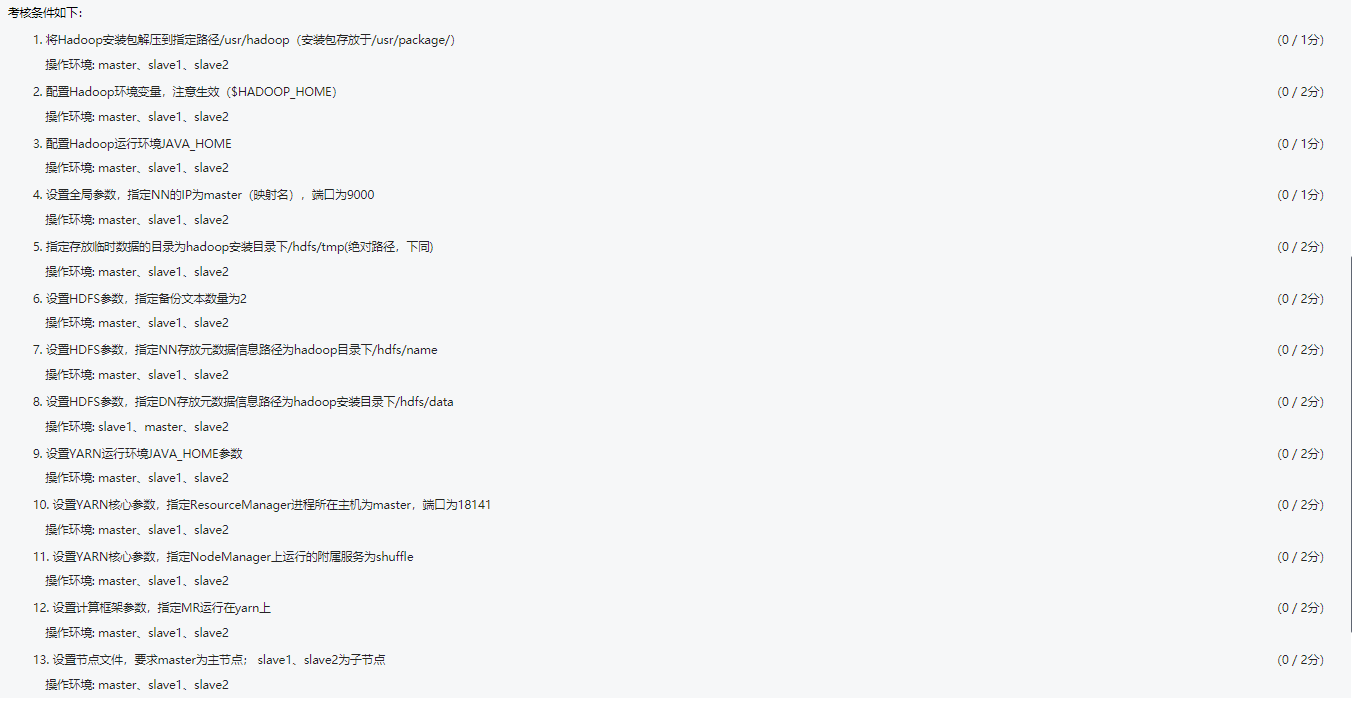 考核条件如下:
1. 将Hadoop安装包解压到指定路径/usr/hadoop（安装包存放于/usr/package/） (0 / 1分)
操作环境: master、slave1、slave2
2. 配置Hadoop环境变量，注意生效（$HADOOP_HOME） (0 / 2分)
操作环境: master、slave1、slave2
3. 配置Hadoop运行环境JAVA_HOME (0 / 1分)
操作环境: master、slave1、slave2
4. 设置全局参数，指定NN的IP为master（映射名），端口为9000 (0 / 1分)
操作环境: master、slave1、slave2
5. 指定存放临时数据的目录为hadoop安装目录下/hdfs/tmp(绝对路径，下同) (0 / 2分)
操作环境: master、slave1、slave2
6. 设置HDFS参数，指定备份文本数量为2 (0 / 2分)
操作环境: master、slave1、slave2
7. 设置HDFS参数，指定NN存放元数据信息路径为hadoop目录下/hdfs/name (0 / 2分)
操作环境: master、slave1、slave2
8. 设置HDFS参数，指定DN存放元数据信息路径为hadoop安装目录下/hdfs/data (0 / 2分)
操作环境: slave1、master、slave2
9. 设置YARN运行环境JAVA_HOME参数 (0 / 2分)
操作环境: master、slave1、slave2
10. 设置YARN核心参数，指定ResourceManager进程所在主机为master，端口为18141 (0 / 2分)
操作环境: master、slave1、slave2
11. 设置YARN核心参数，指定NodeManager上运行的附属服务为shuffle (0 / 2分)
操作环境: master、slave1、slave2
12. 设置计算框架参数，指定MR运行在yarn上 (0 / 2分)
操作环境: master、slave1、slave2
13. 设置节点文件，要求master为主节点； slave1、slave2为子节点 (0 / 2分)
操作环境: master、slave1、slave2